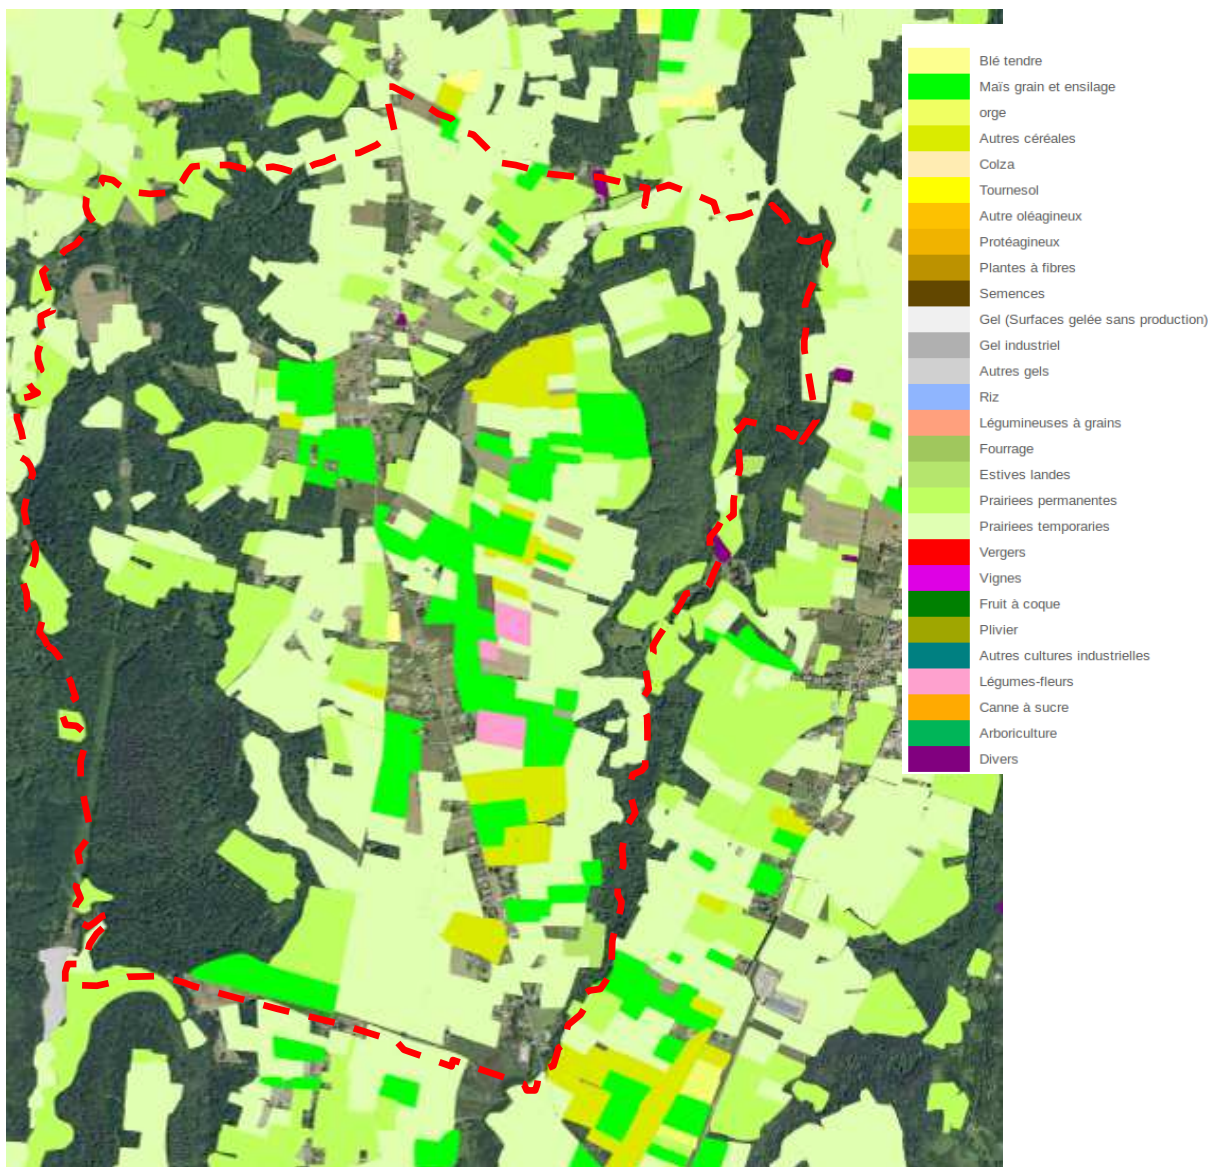 Blé tendre
Maïs grain et ensilage
orge
Autres céréales
Colza
Tournesol
Autre oléagineux
Protéagineux
Plantes à fibres
Semences
Gel (Surfaces gelée sans production)
Gel industriel
Autres gels
Riz
Légumineuses à grains
Fourrage
Estives landes
Prairiees permanentes
Prairiees temporaries
Vergers
Vignes
Fruit à coque
Plivier
Autres cultures industrielles
Légumes-fleurs
Canne à sucre
Arboriculture
Divers